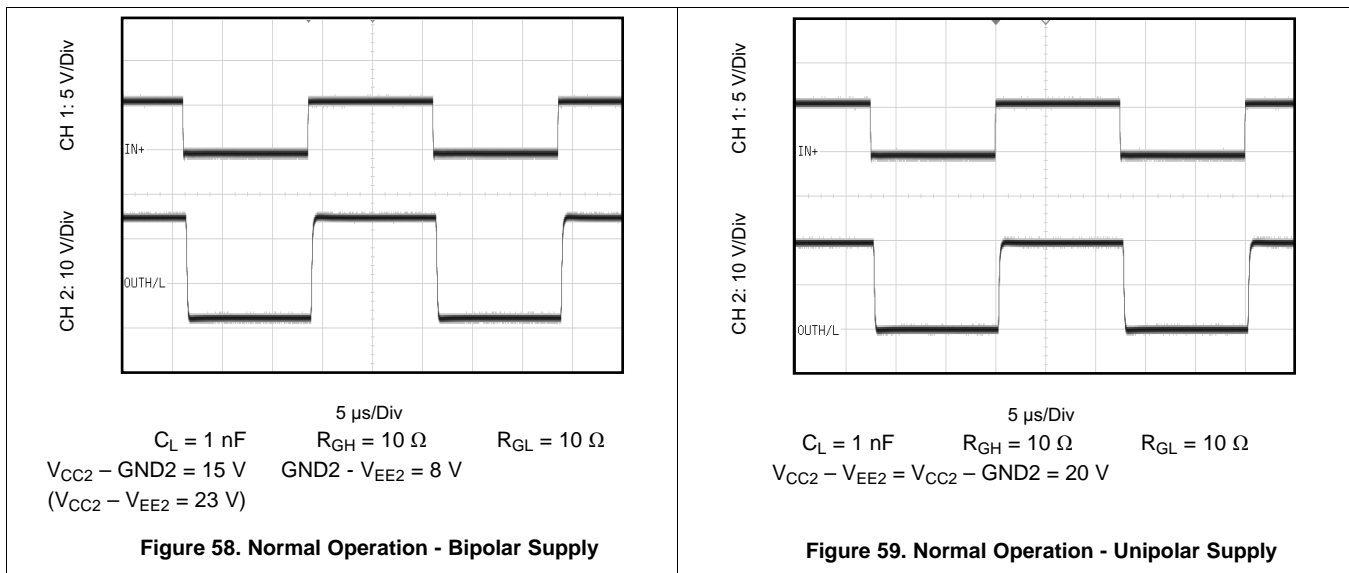 CH 1: 5 V/Div
IN+
CH 2: 10 V/Div
OUTH/L
5 µs/Div
C_L = 1 nF R_GH = 10 Ω R_GL = 10 Ω
V_CC2 – GND2 = 15 V GND2 - V_EE2 = 8 V
(V_CC2 – V_EE2 = 23 V)
Figure 58. Normal Operation - Bipolar Supply
CH 1: 5 V/Div
IN+
CH 2: 10 V/Div
OUTH/L
5 µs/Div
C_L = 1 nF R_GH = 10 Ω R_GL = 10 Ω
V_CC2 – V_EE2 = V_CC2 – GND2 = 20 V
Figure 59. Normal Operation - Unipolar Supply